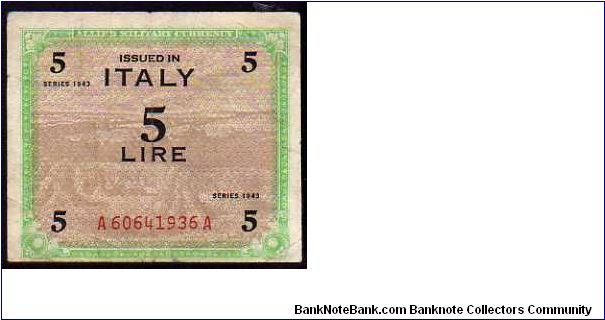 ALLIED MILITARY CURRENCY
5 ISSUED IN 5
SERIES 1943 ITALY
5
LIRE
SERIES 1943
5 A60641936A 5
BankNoteBank.com Banknote Collectors Community